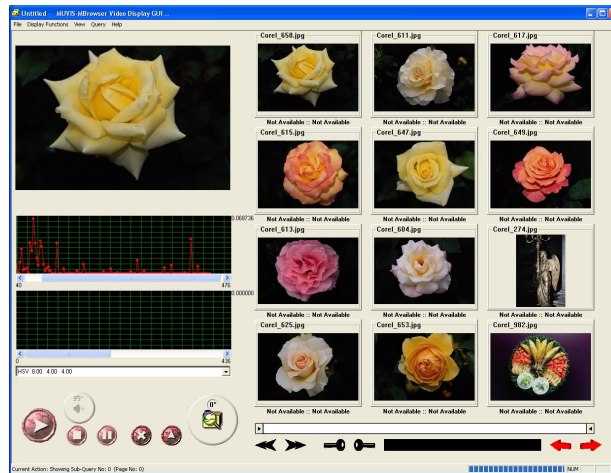 Untitled - MUVIS-MBrowser Video Display GUI ..
File Display Functions View Query Help
Corel_658.jpg
Corel_611.jpg
Corel_617.jpg
Not Available :: Not Available
Not Available :: Not Available
Not Available :: Not Available
Corel_615.jpg
Corel_647.jpg
Corel_649.jpg
Not Available :: Not Available
Not Available :: Not Available
Not Available :: Not Available
0.060736
Corel_613.jpg
Corel_604.jpg
Corel_274.jpg
40
476
0.000000
Not Available :: Not Available
Not Available :: Not Available
Not Available :: Not Available
Corel_625.jpg
Corel_653.jpg
Corel_982.jpg
0
436
HSV 8.00 4.00 4.00
Not Available :: Not Available
Not Available :: Not Available
Not Available :: Not Available
Current Action: Showing Sub-Query No: 0 (Page No: 0)
NUM